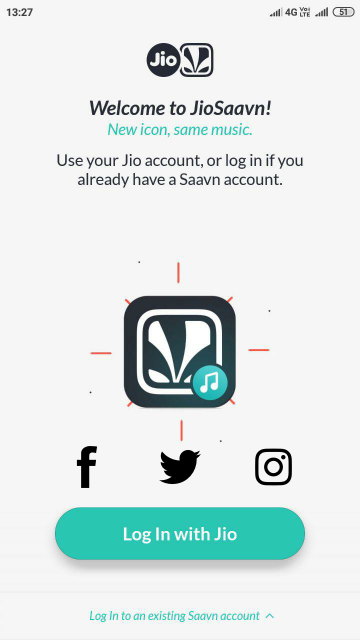 13:27 4G Vo) LTE 51
Jio
Welcome to JioSaavn!
New icon, same music.
Use your Jio account, or log in if you
already have a Saavn account.
Log In with Jio
Log In to an existing Saavn account